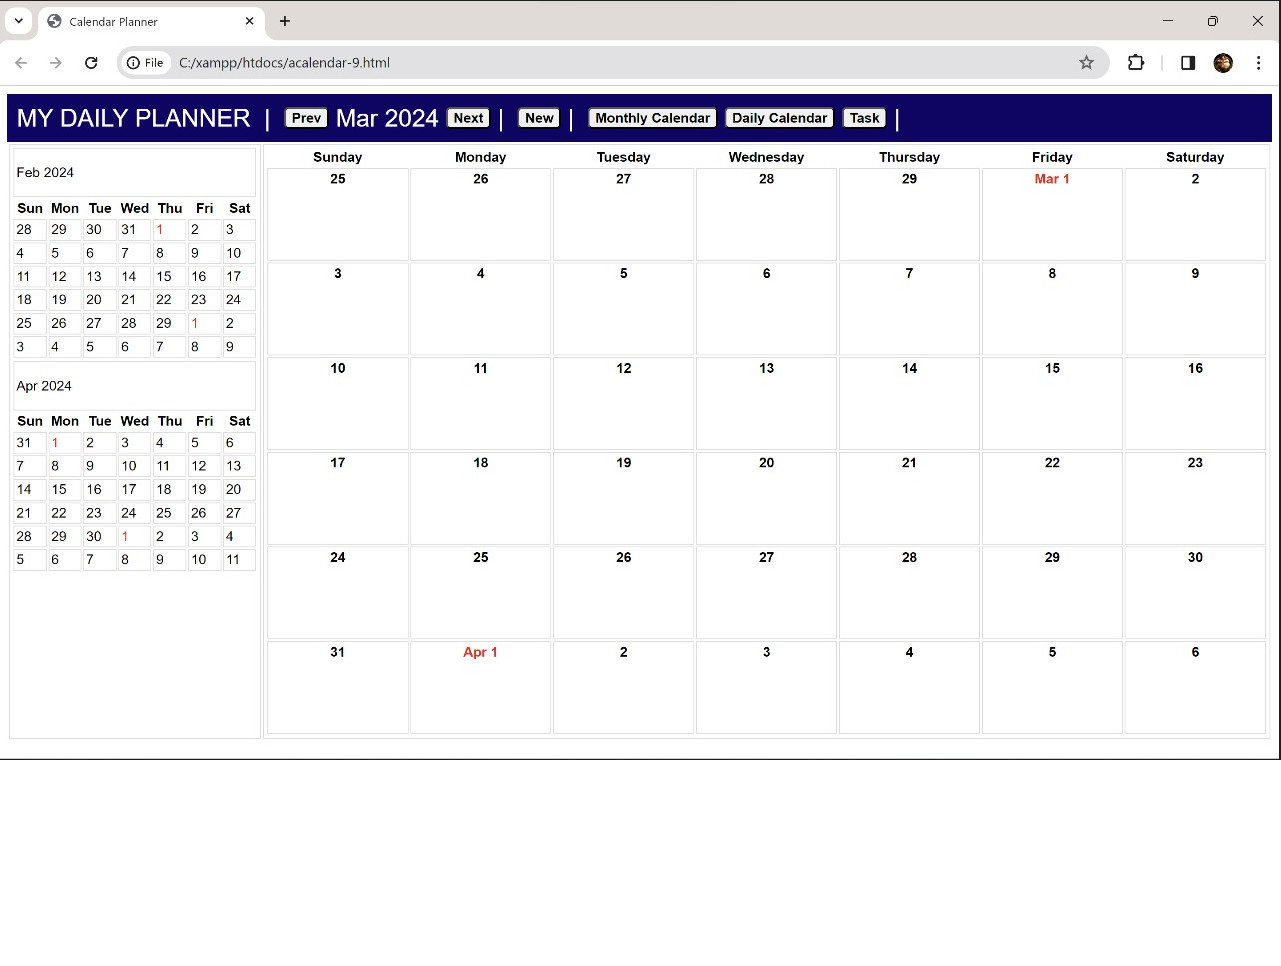 Calendar Planner
File C:/xampp/htdocs/acalendar-9.html
MY DAILY PLANNER | Prev Mar 2024 Next | New | Monthly Calendar Daily Calendar Task |
Feb 2024
Sun Mon Tue Wed Thu Fri Sat
28 29 30 31 1 2 3
4 5 6 7 8 9 10
11 12 13 14 15 16 17
18 19 20 21 22 23 24
25 26 27 28 29 1 2
3 4 5 6 7 8 9
Apr 2024
Sun Mon Tue Wed Thu Fri Sat
31 1 2 3 4 5 6
7 8 9 10 11 12 13
14 15 16 17 18 19 20
21 22 23 24 25 26 27
28 29 30 1 2 3 4
5 6 7 8 9 10 11
Sunday Monday Tuesday Wednesday Thursday Friday Saturday
25 26 27 28 29 Mar 1 2
3 4 5 6 7 8 9
10 11 12 13 14 15 16
17 18 19 20 21 22 23
24 25 26 27 28 29 30
31 Apr 1 2 3 4 5 6